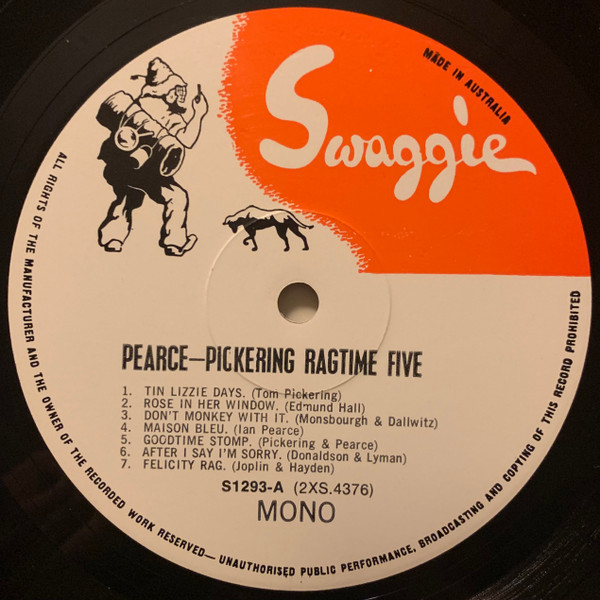 Swaggie
MADE IN AUSTRALIA
PEARCE—PICKERING RAGTIME FIVE
1. TIN LIZZIE DAYS. (Tom Pickering)
2. ROSE IN HER WINDOW. (Edmund Hall)
3. DON'T MONKEY WITH IT. (Monsbourgh & Dallwitz)
4. MAISON BLEU. (Ian Pearce)
5. GOODTIME STOMP. (Pickering & Pearce)
6. AFTER I SAY I'M SORRY. (Donaldson & Lyman)
7. FELICITY RAG. (Joplin & Hayden)
S1293-A (2XS.4376)
MONO
ALL RIGHTS OF THE MANUFACTURER AND THE OWNER OF THE RECORDED WORK RESERVED— UNAUTHORISED PUBLIC PERFORMANCE, BROADCASTING AND COPYING OF THIS RECORD PROHIBITED